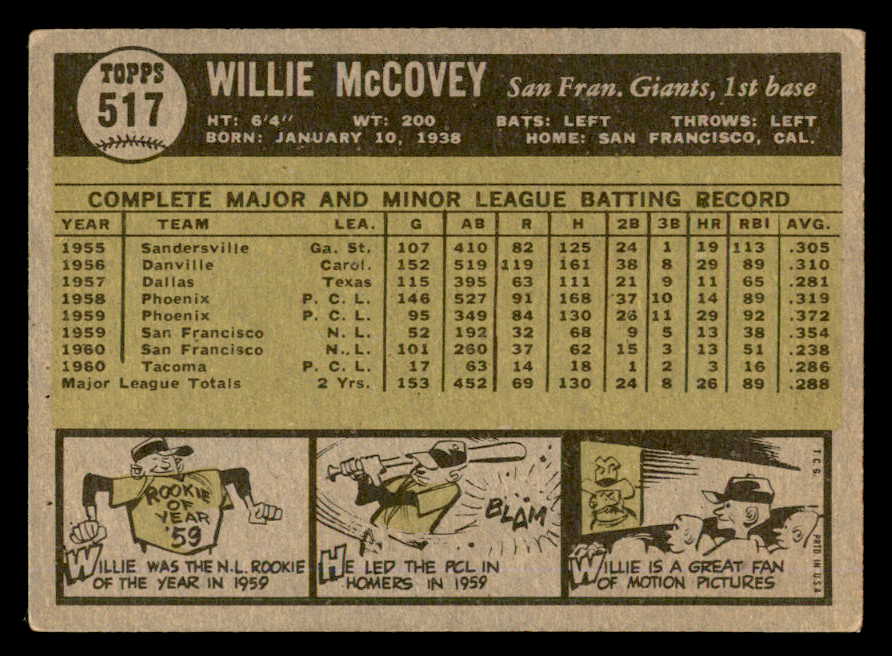 TOPPS
517
WILLIE McCOVEY San Fran. Giants, 1st base
HT: 6'4" WT: 200 BATS: LEFT THROWS: LEFT
BORN: JANUARY 10, 1938 HOME: SAN FRANCISCO, CAL.
COMPLETE MAJOR AND MINOR LEAGUE BATTING RECORD
YEAR TEAM LEA. G AB R H 2B 3B HR RBI AVG.
1955 Sandersville Ga. St. 107 410 82 125 24 1 19 113 .305
1956 Danville Carol. 152 519 119 161 38 8 29 89 .310
1957 Dallas Texas 115 395 63 111 21 9 11 65 .281
1958 Phoenix P. C. L. 146 527 91 168 37 10 14 89 .319
1959 Phoenix P. C. L. 95 349 84 130 26 11 29 92 .372
1959 San Francisco N. L. 52 192 32 68 9 5 13 38 .354
1960 San Francisco N. L. 101 260 37 62 15 3 13 51 .238
1960 Tacoma P. C. L. 17 63 14 18 1 2 3 16 .286
Major League Totals 2 Yrs. 153 452 69 130 24 8 26 89 .288
ROOKIE
OF
YEAR
'59
WILLIE WAS THE N.L. ROOKIE
OF THE YEAR IN 1959
BLAM
HE LED THE PCL IN
HOMERS IN 1959
WILLIE IS A GREAT FAN
OF MOTION PICTURES
T.C.G. PRTD IN U.S.A.